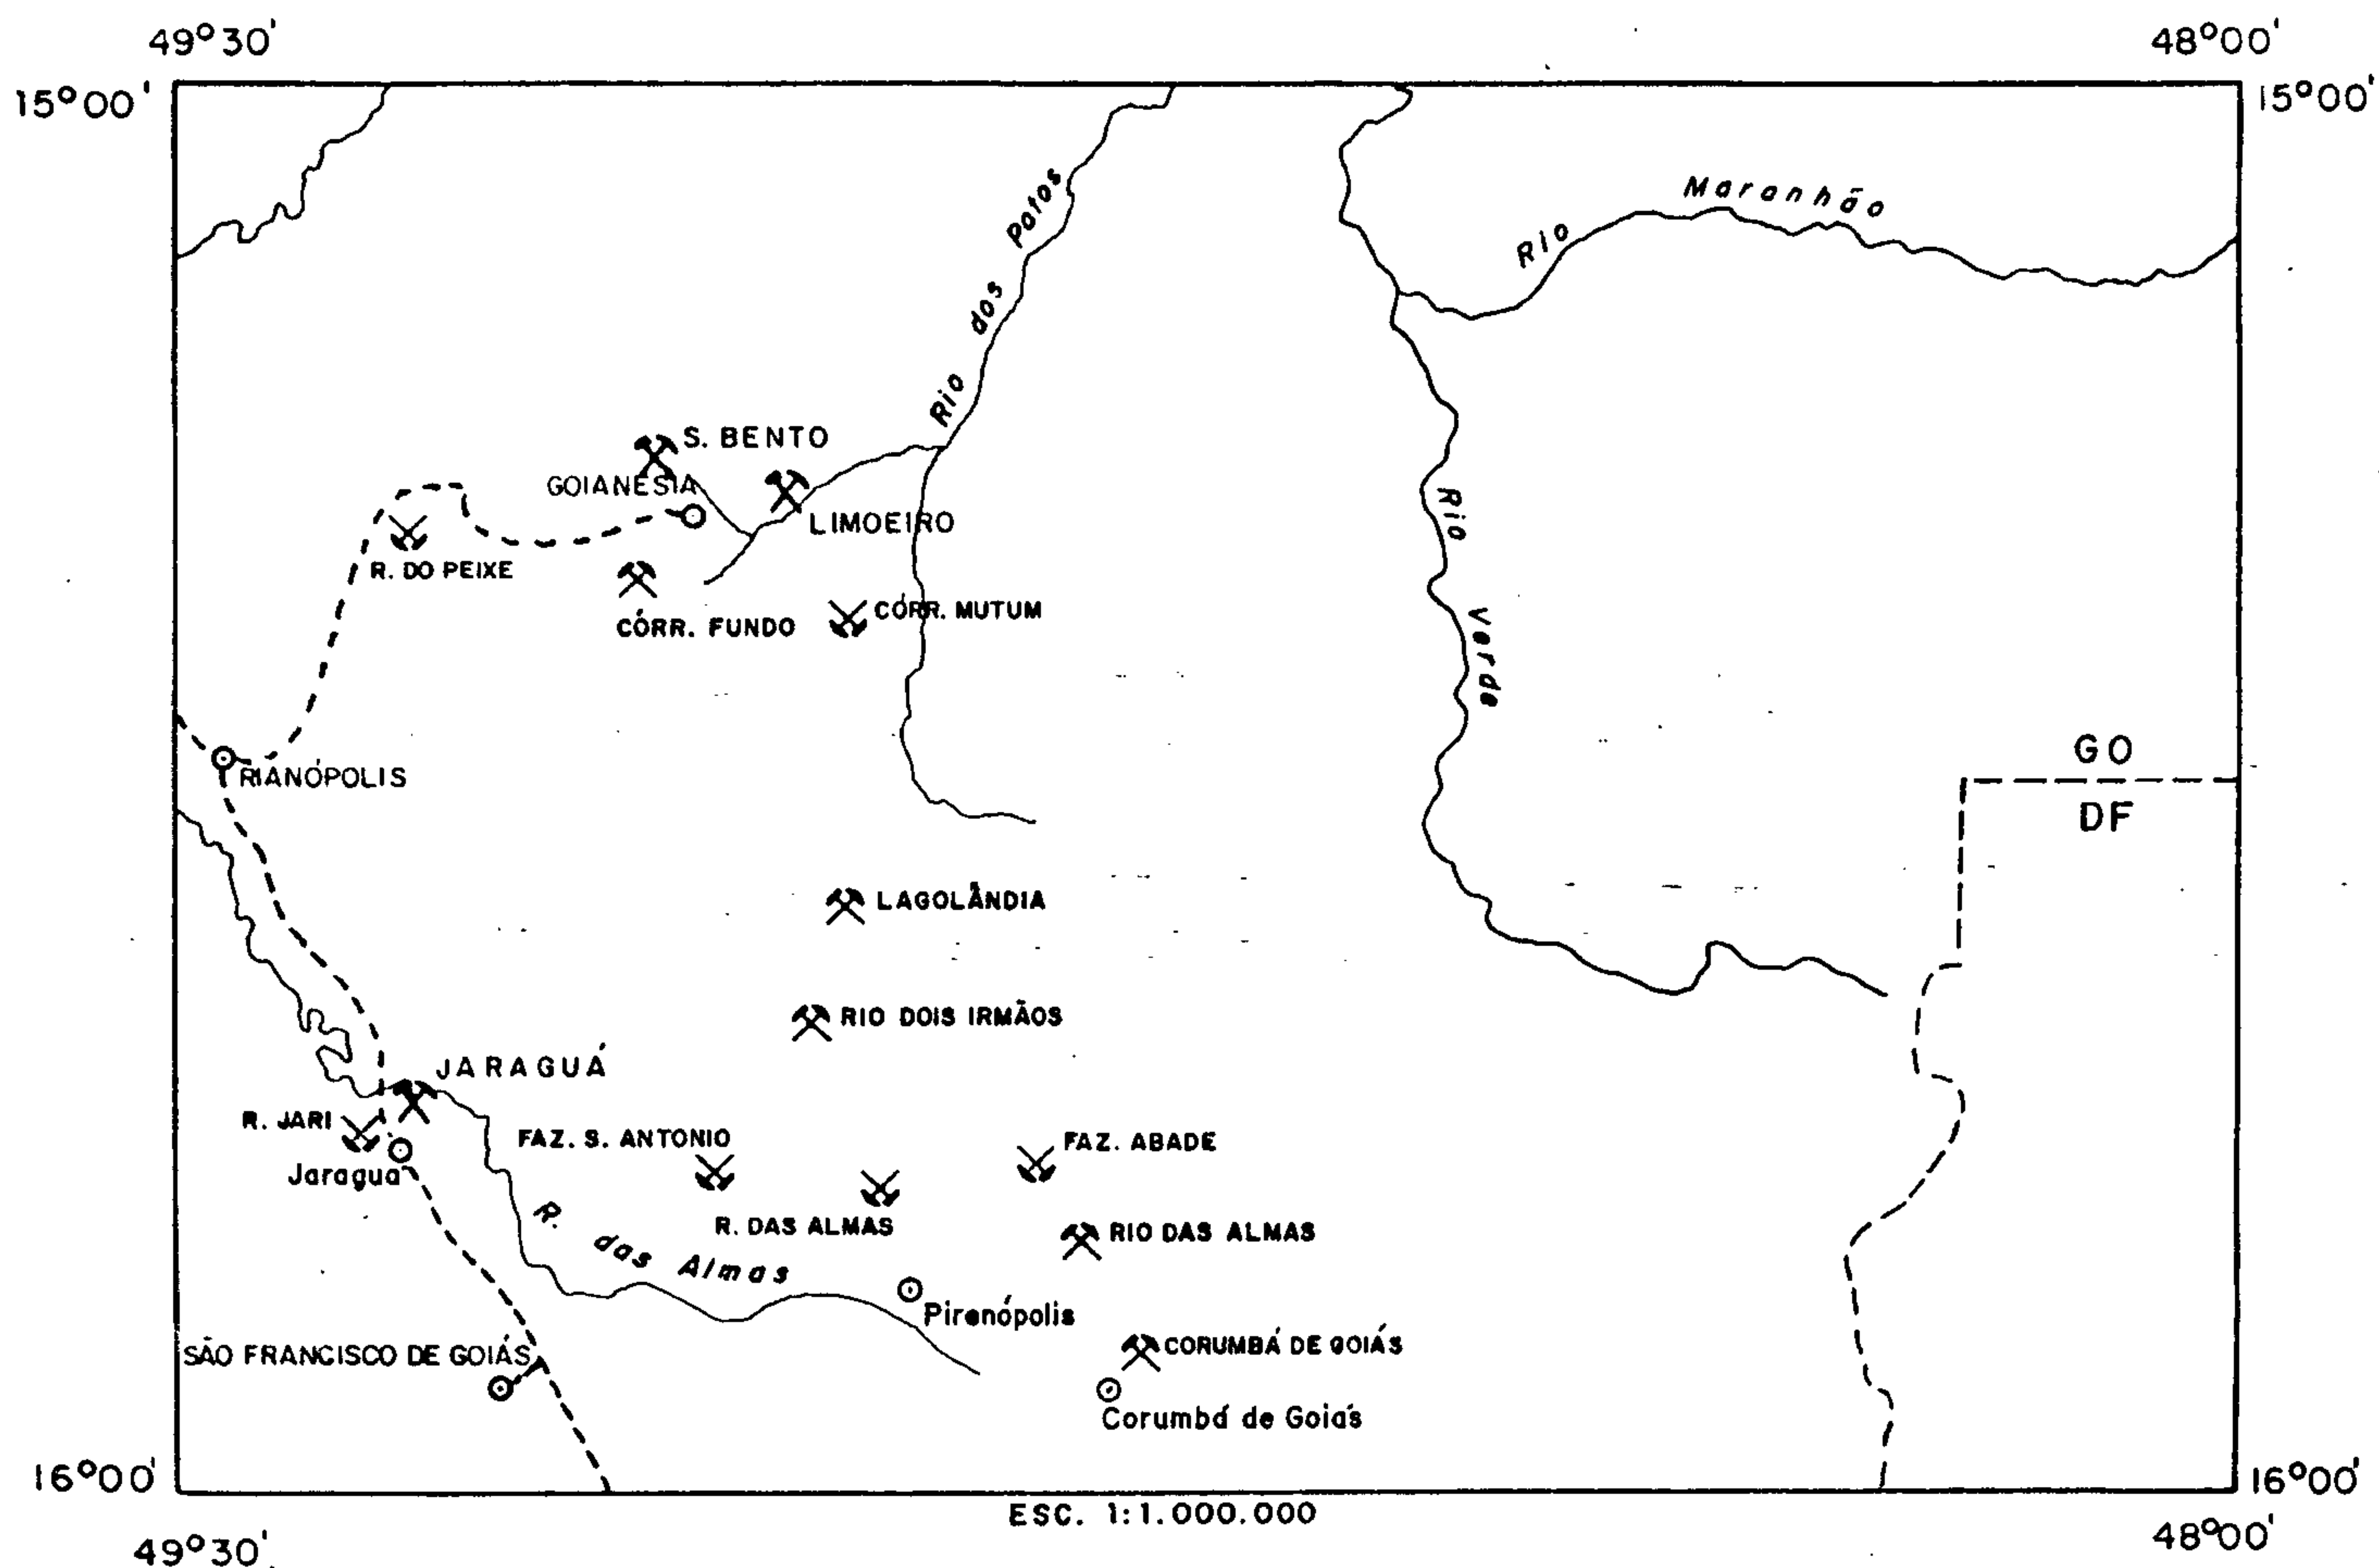 49°30'
48°00'
15°00'
15°00'
Maranhão
Rio
Rio dos Patos
S. BENTO
GOIANESIA
LIMOEIRO
R. DO PEIXE
CÓRR. FUNDO
CÓRR. MUTUM
Rio Verde
GO
DF
RIANÓPOLIS
LAGOLÂNDIA
RIO DOIS IRMÃOS
JARAGUÁ
R. JARI
FAZ. S. ANTONIO
FAZ. ABADE
Jaragua
R. DAS ALMAS
RIO DAS ALMAS
R. das Almas
Pirenópolis
SÃO FRANCISCO DE GOIÁS
CORUMBÁ DE GOIÁS
Corumbá de Goiás
16°00'
16°00'
ESC. 1:1.000.000
49°30'
48°00'